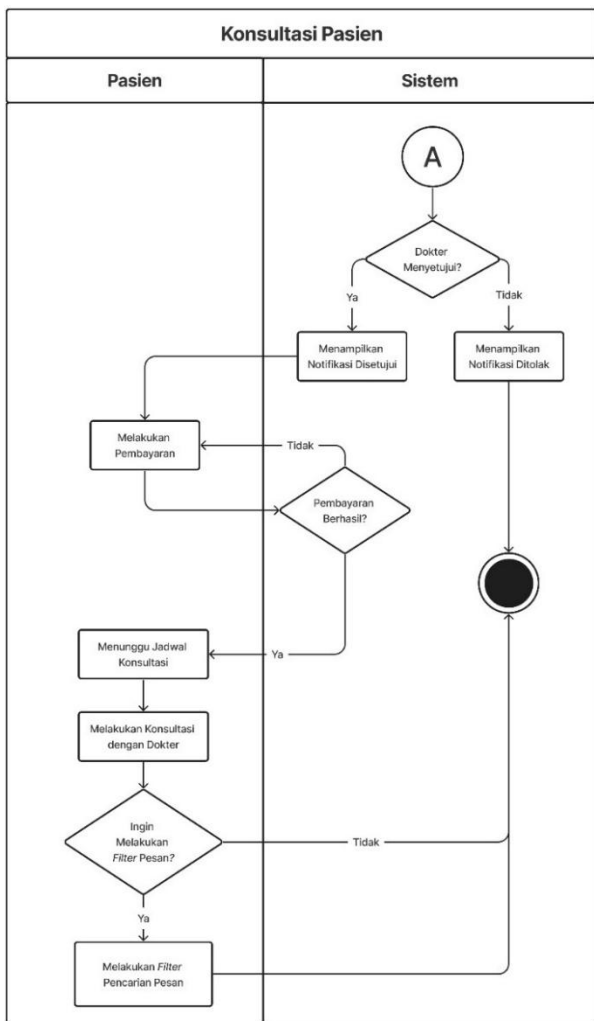 Konsultasi Pasien
Pasien
Sistem
A
Dokter
Menyetujui?
Ya
Tidak
Menampilkan
Notifikasi Disetujui
Menampilkan
Notifikasi Ditolak
Melakukan
Pembayaran
Tidak
Pembayaran
Berhasil?
Menunggu Jadwal
Konsultasi
Ya
Melakukan Konsultasi
dengan Dokter
Ingin
Melakukan
Filter Pesan?
Tidak
Ya
Melakukan Filter
Pencarian Pesan